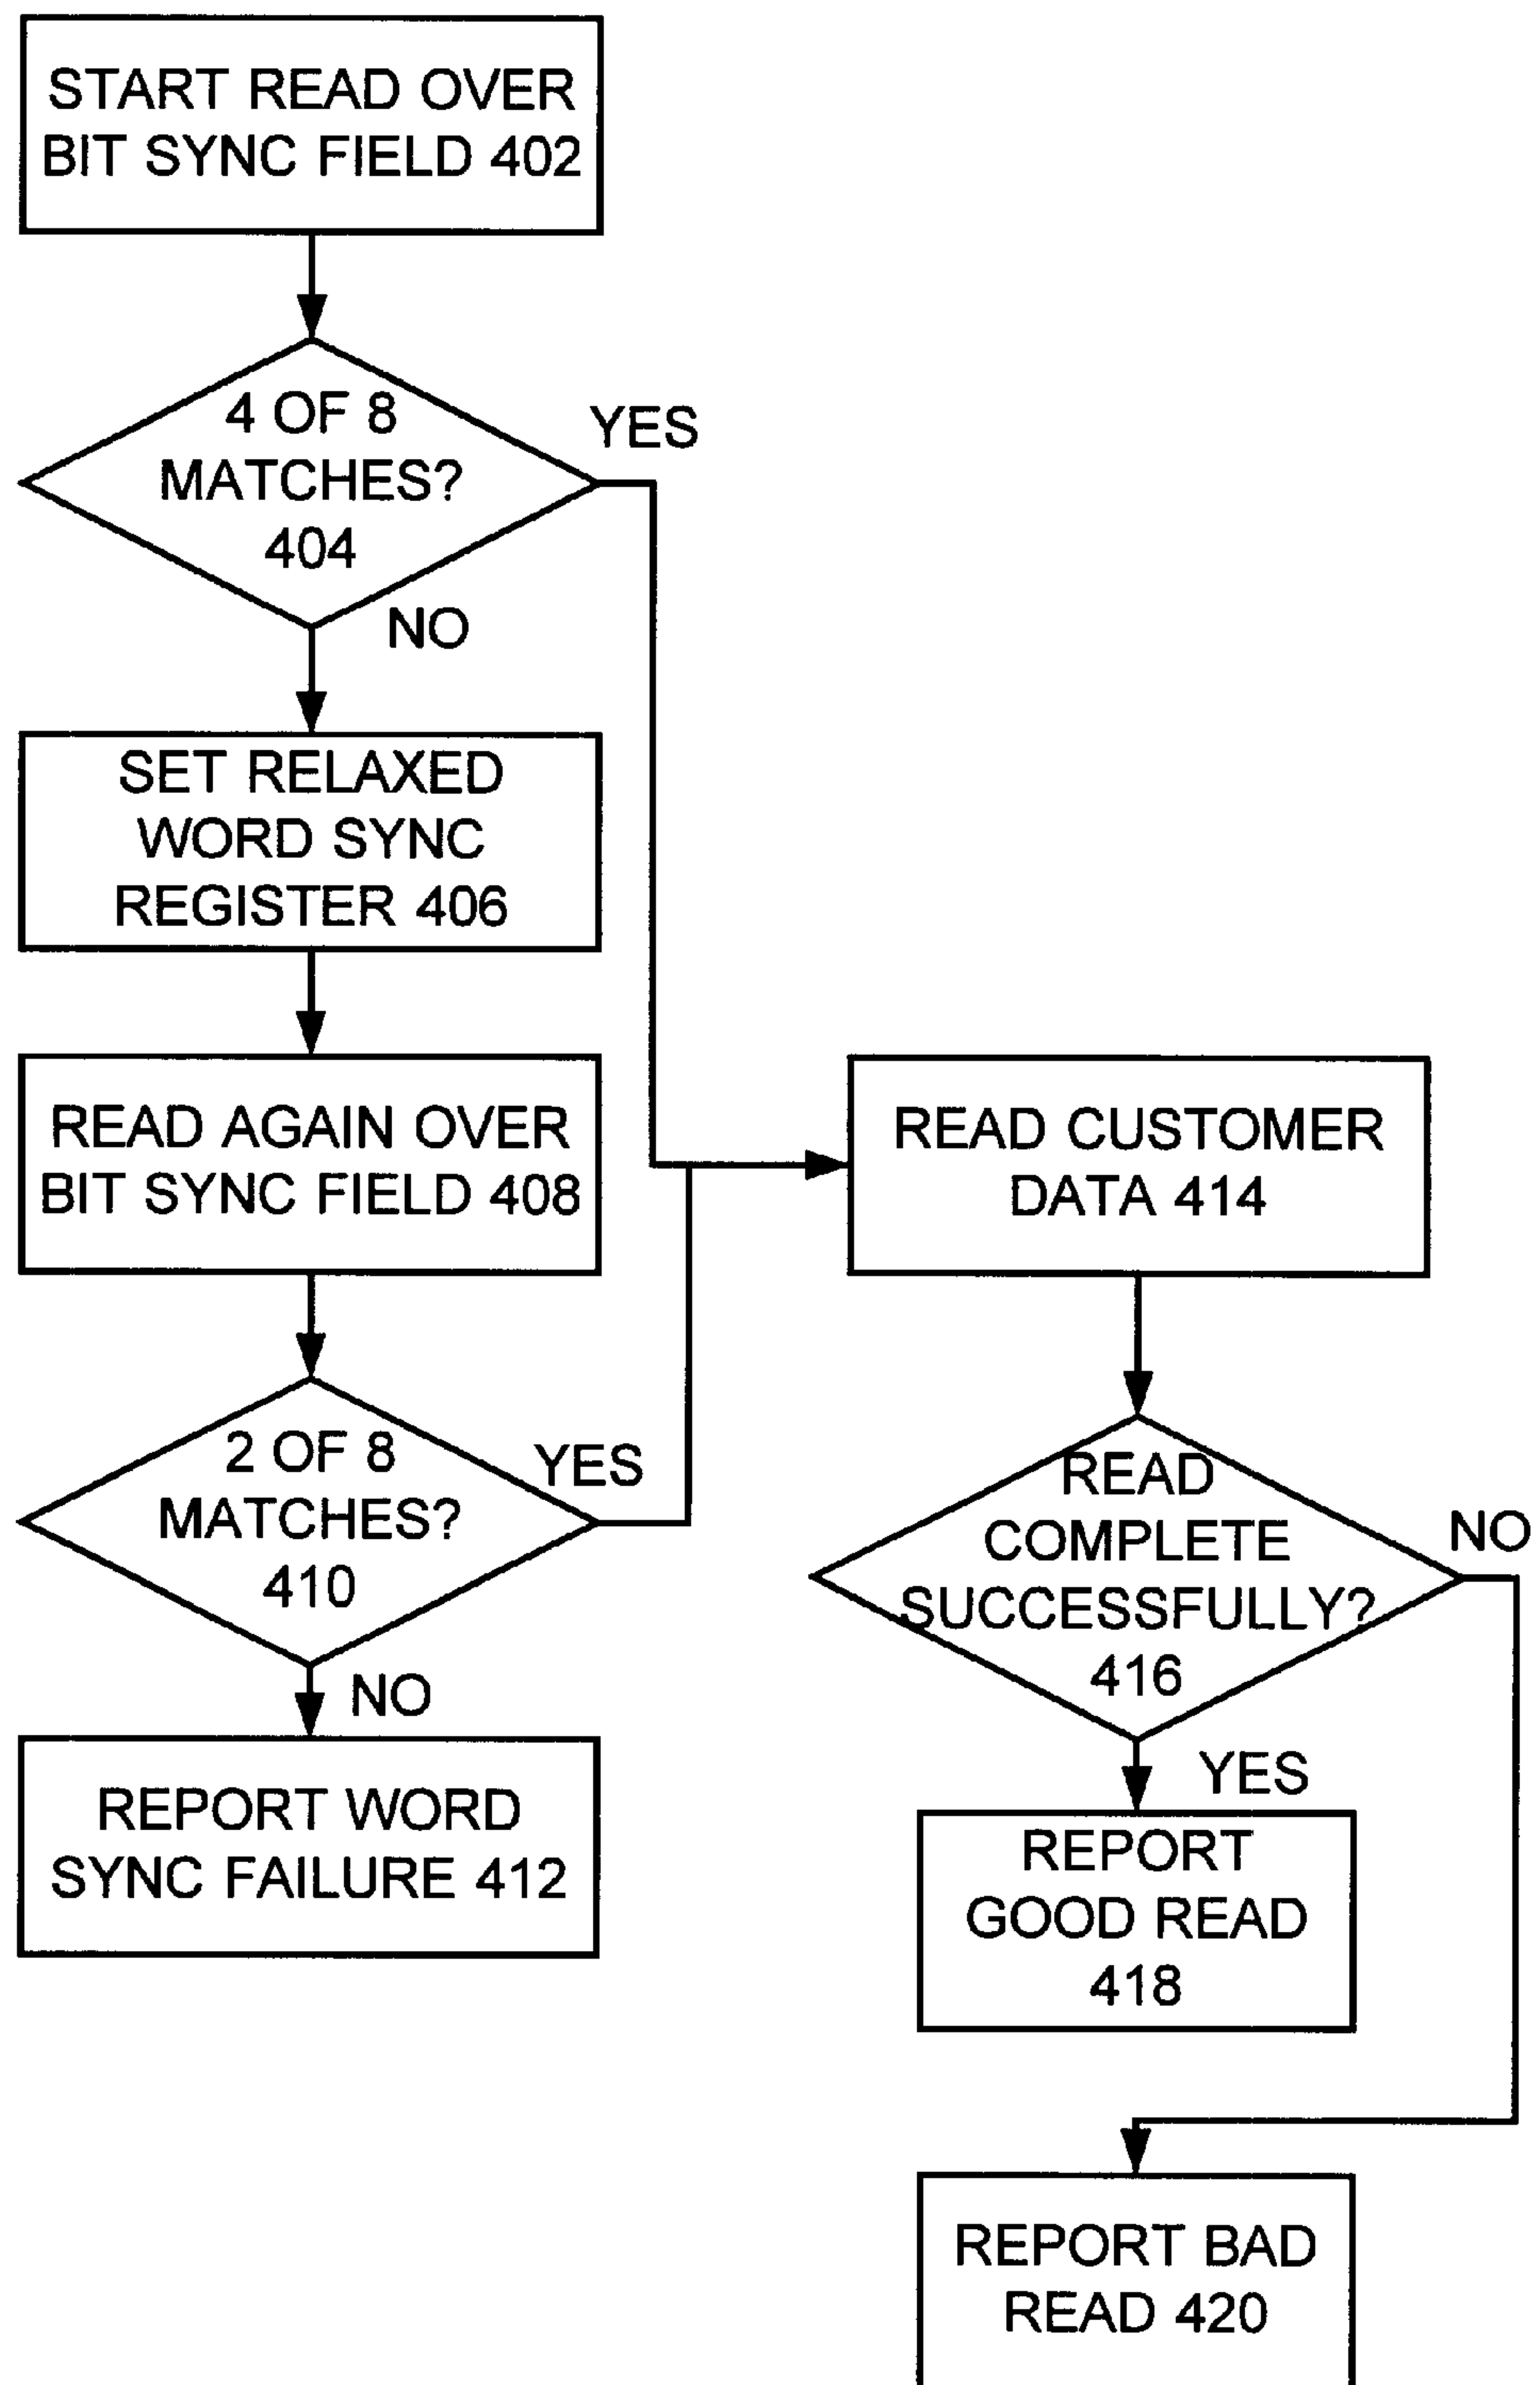 START READ OVER
BIT SYNC FIELD 402
4 OF 8
MATCHES?
404
YES
NO
SET RELAXED
WORD SYNC
REGISTER 406
READ AGAIN OVER
BIT SYNC FIELD 408
2 OF 8
MATCHES?
410
YES
NO
REPORT WORD
SYNC FAILURE 412
READ CUSTOMER
DATA 414
READ
COMPLETE
SUCCESSFULLY?
416
NO
YES
REPORT
GOOD READ
418
REPORT BAD
READ 420